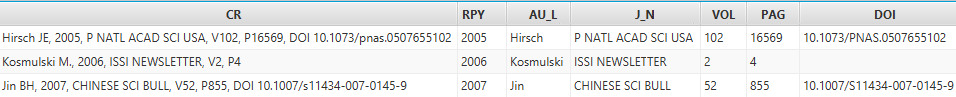 CR RPY AU_L J_N VOL PAG DOI
Hirsch JE, 2005, P NATL ACAD SCI USA, V102, P16569, DOI 10.1073/pnas.0507655102 2005 Hirsch P NATL ACAD SCI USA 102 16569 10.1073/PNAS.0507655102
Kosmulski M., 2006, ISSI NEWSLETTER, V2, P4 2006 Kosmulski ISSI NEWSLETTER 2 4
Jin BH, 2007, CHINESE SCI BULL, V52, P855, DOI 10.1007/s11434-007-0145-9 2007 Jin CHINESE SCI BULL 52 855 10.1007/S11434-007-0145-9